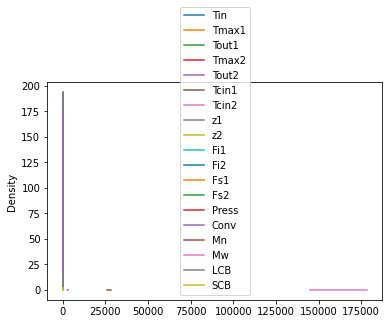 Tin
Tmax1
Tout1
Tmax2
Tout2
Tcin1
Tcin2
z1
z2
Fi1
Fi2
Fs1
Fs2
Press
Conv
Mn
Mw
LCB
SCB
Density
200
175
150
125
100
75
50
25
0
0 25000 50000 75000 100000 125000 150000 175000